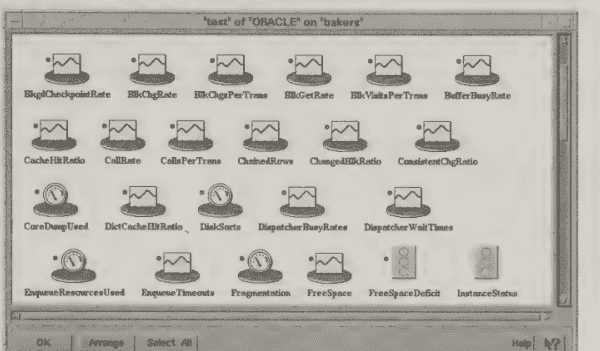 "test" of "ORACLE" on "bakers"
BkgdCheckpointRate BlkChgRate BlkChgsPerTrans BlkGetRate BlkVisitsPerTrans BufferBusyRate
CacheHitRatio CallRate CallsPerTrans ChainedRows ChangedBlkRatio ConsistentChgRatio
CoreDumpUsed DictCacheHitRatio DiskSorts DispatcherBusyRates DispatcherWaitTimes
EnqueueResourcesUsed EnqueueTimeouts Fragmentation FreeSpace FreeSpaceDeficit InstanceStatus
OK Arrange Select All Help